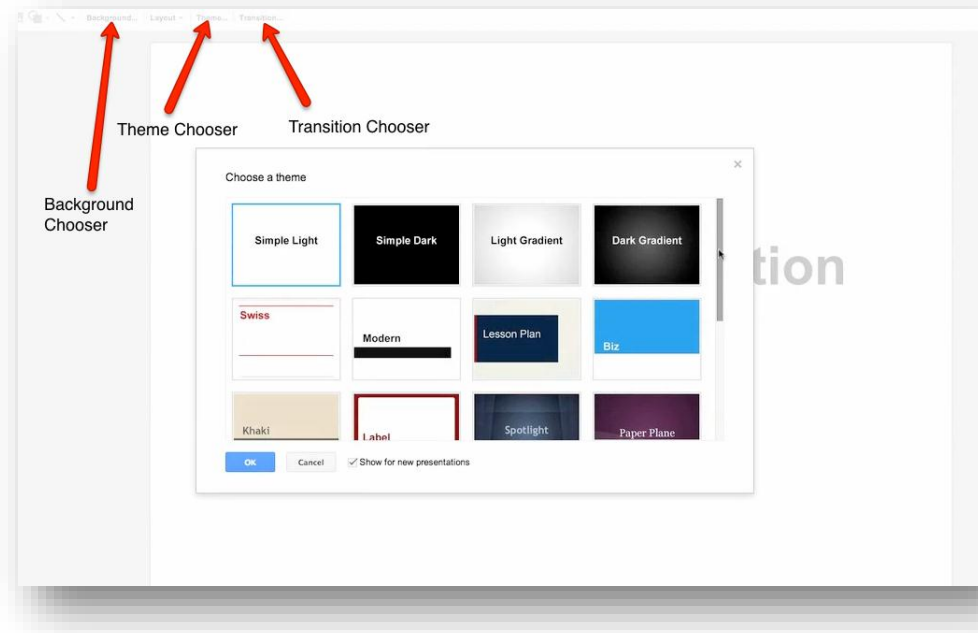 Background... Layout Theme... Transition...
Theme Chooser
Transition Chooser
Background
Chooser
Choose a theme
Simple Light
Simple Dark
Light Gradient
Dark Gradient
tion
Swiss
Modern
Lesson Plan
Biz
Khaki
Label
Spotlight
Paper Plane
OK
Cancel
Show for new presentations